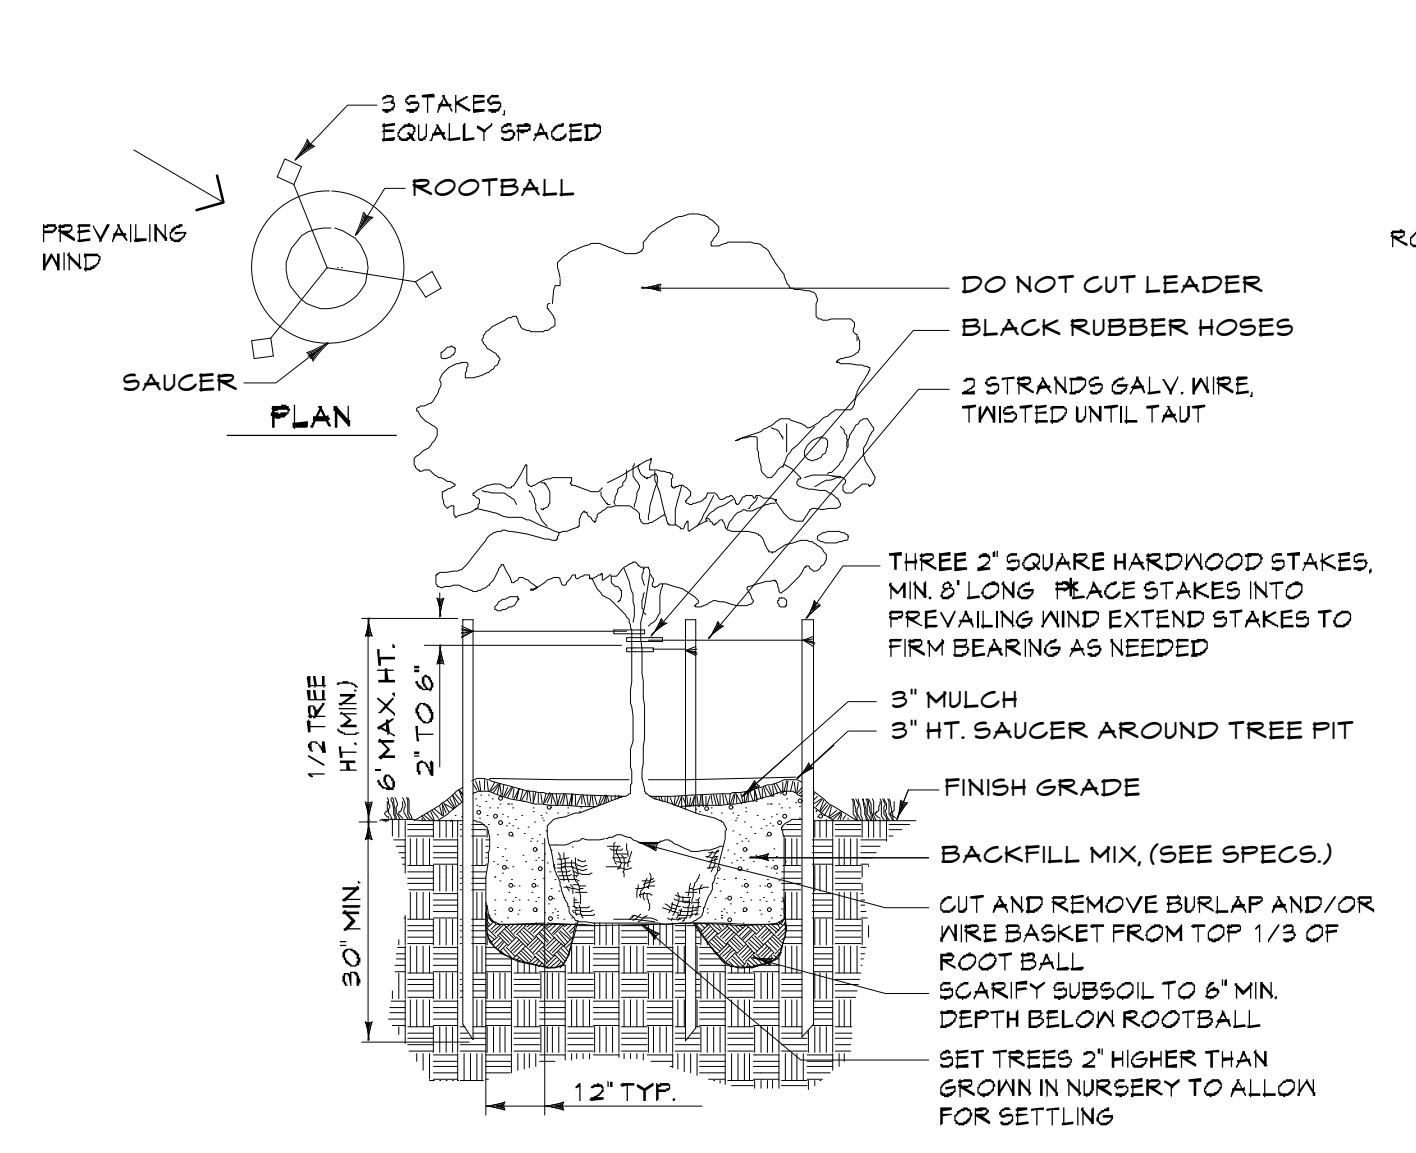 3 STAKES,
EQUALLY SPACED
ROOTBALL
PREVAILING
WIND
SAUCER
PLAN
DO NOT CUT LEADER
BLACK RUBBER HOSES
2 STRANDS GALV. WIRE,
TWISTED UNTIL TAUT
THREE 2" SQUARE HARDWOOD STAKES,
MIN. 8' LONG PLACE STAKES INTO
PREVAILING WIND EXTEND STAKES TO
FIRM BEARING AS NEEDED
1/2 TREE
HT. (MIN.)
6' MAX. HT.
2" TO 6"
3" MULCH
3" HT. SAUCER AROUND TREE PIT
FINISH GRADE
BACKFILL MIX, (SEE SPECS.)
30" MIN.
CUT AND REMOVE BURLAP AND/OR
WIRE BASKET FROM TOP 1/3 OF
ROOT BALL
SCARIFY SUBSOIL TO 6" MIN.
DEPTH BELOW ROOTBALL
SET TREES 2" HIGHER THAN
GROWN IN NURSERY TO ALLOW
FOR SETTLING
12" TYP.